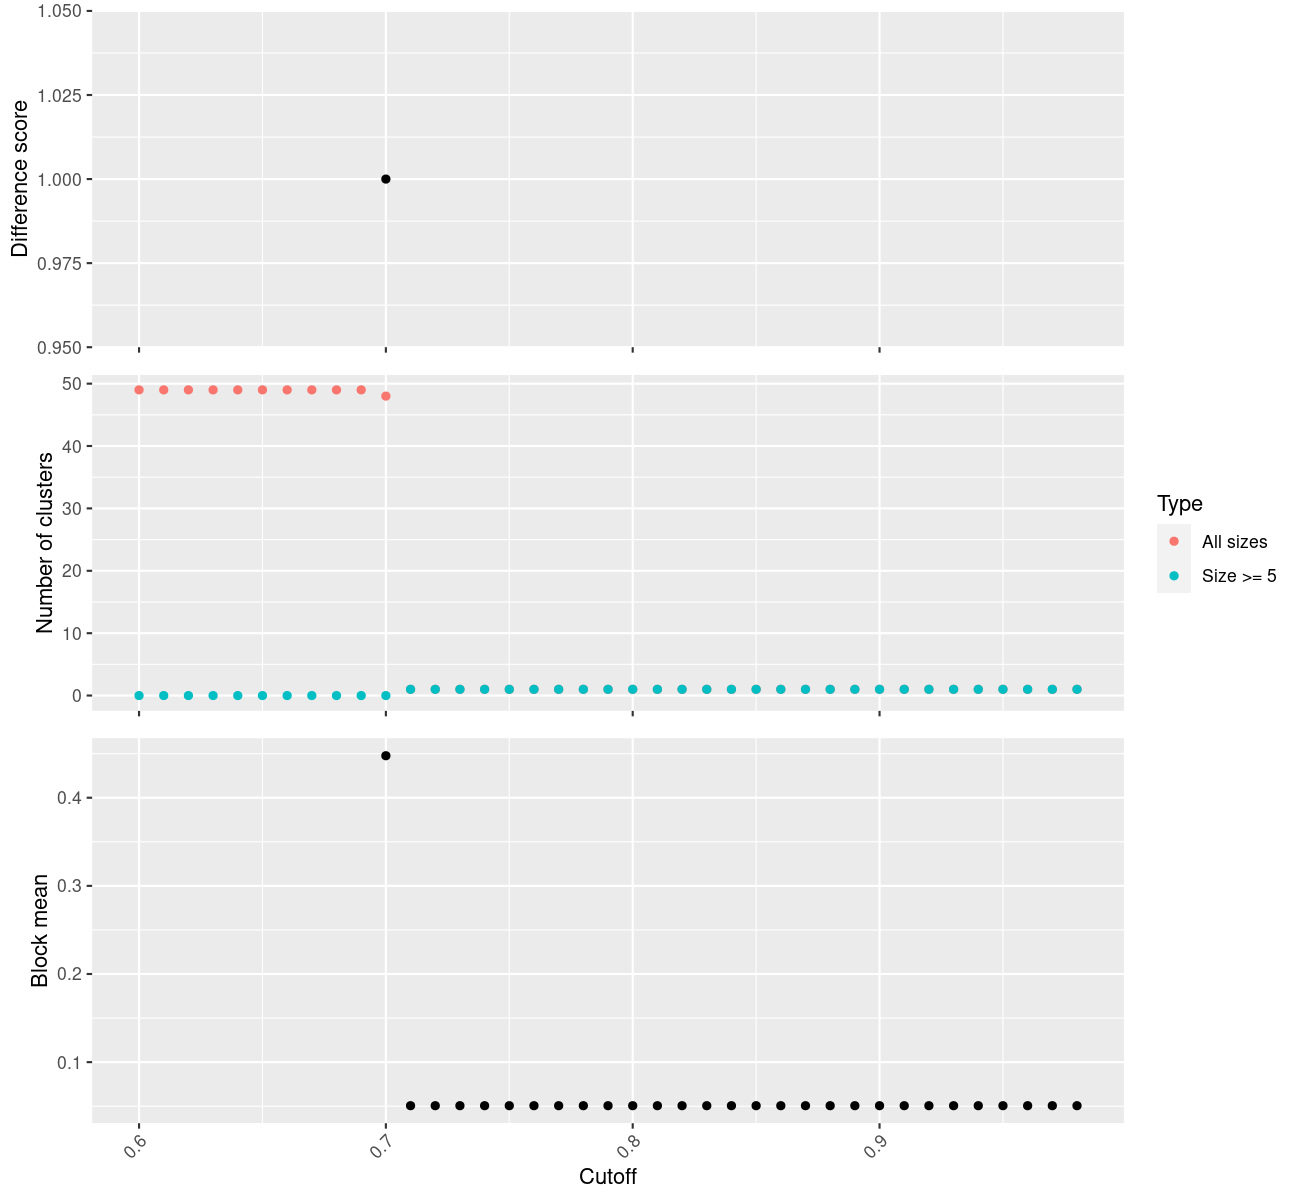 Difference score
1.050
1.025
1.000
0.975
0.950
Number of clusters
50
40
30
20
10
0
Type
All sizes
Size >= 5
Block mean
0.4
0.3
0.2
0.1
0.6
0.7
0.8
0.9
Cutoff